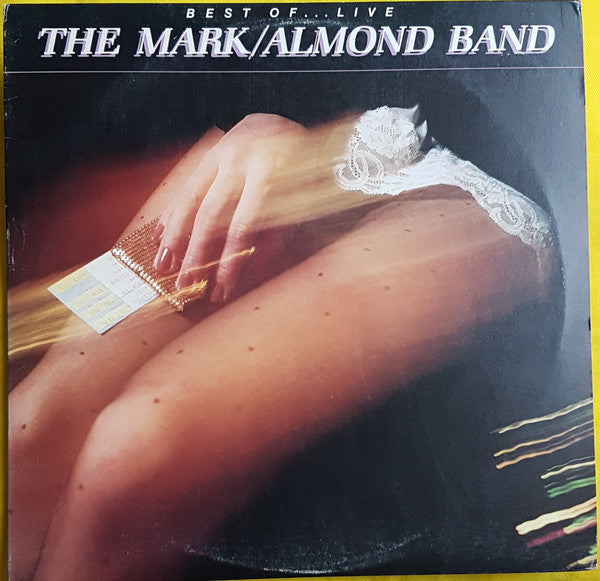 BEST OF...LIVE
THE MARK/ALMOND BAND